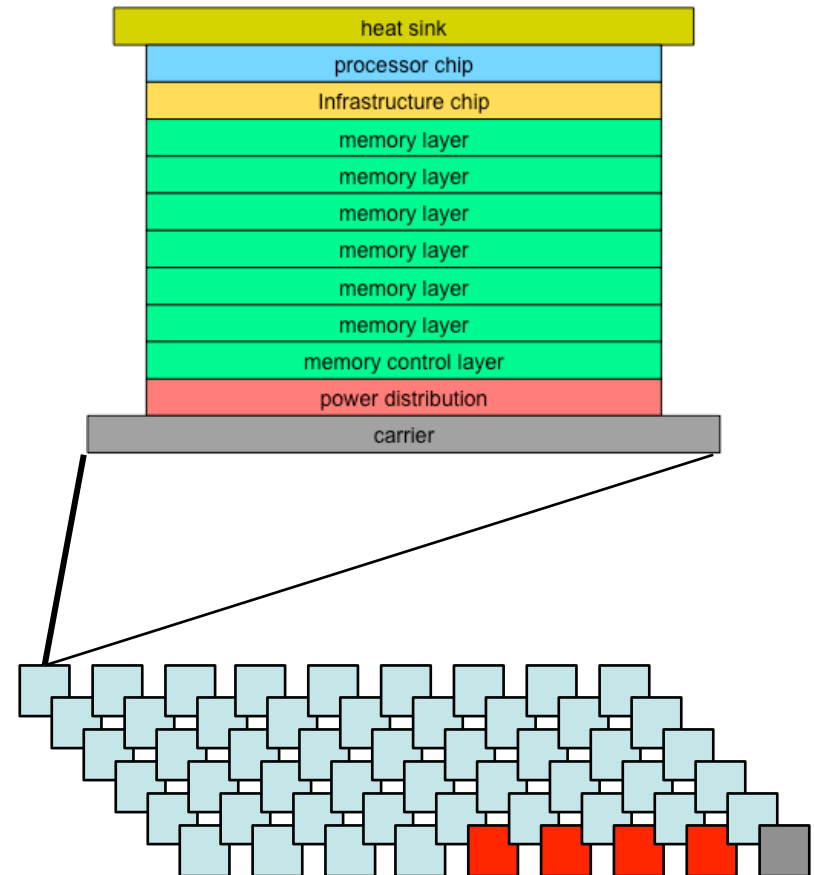 heat sink
processor chip
Infrastructure chip
memory layer
memory layer
memory layer
memory layer
memory layer
memory layer
memory control layer
power distribution
carrier